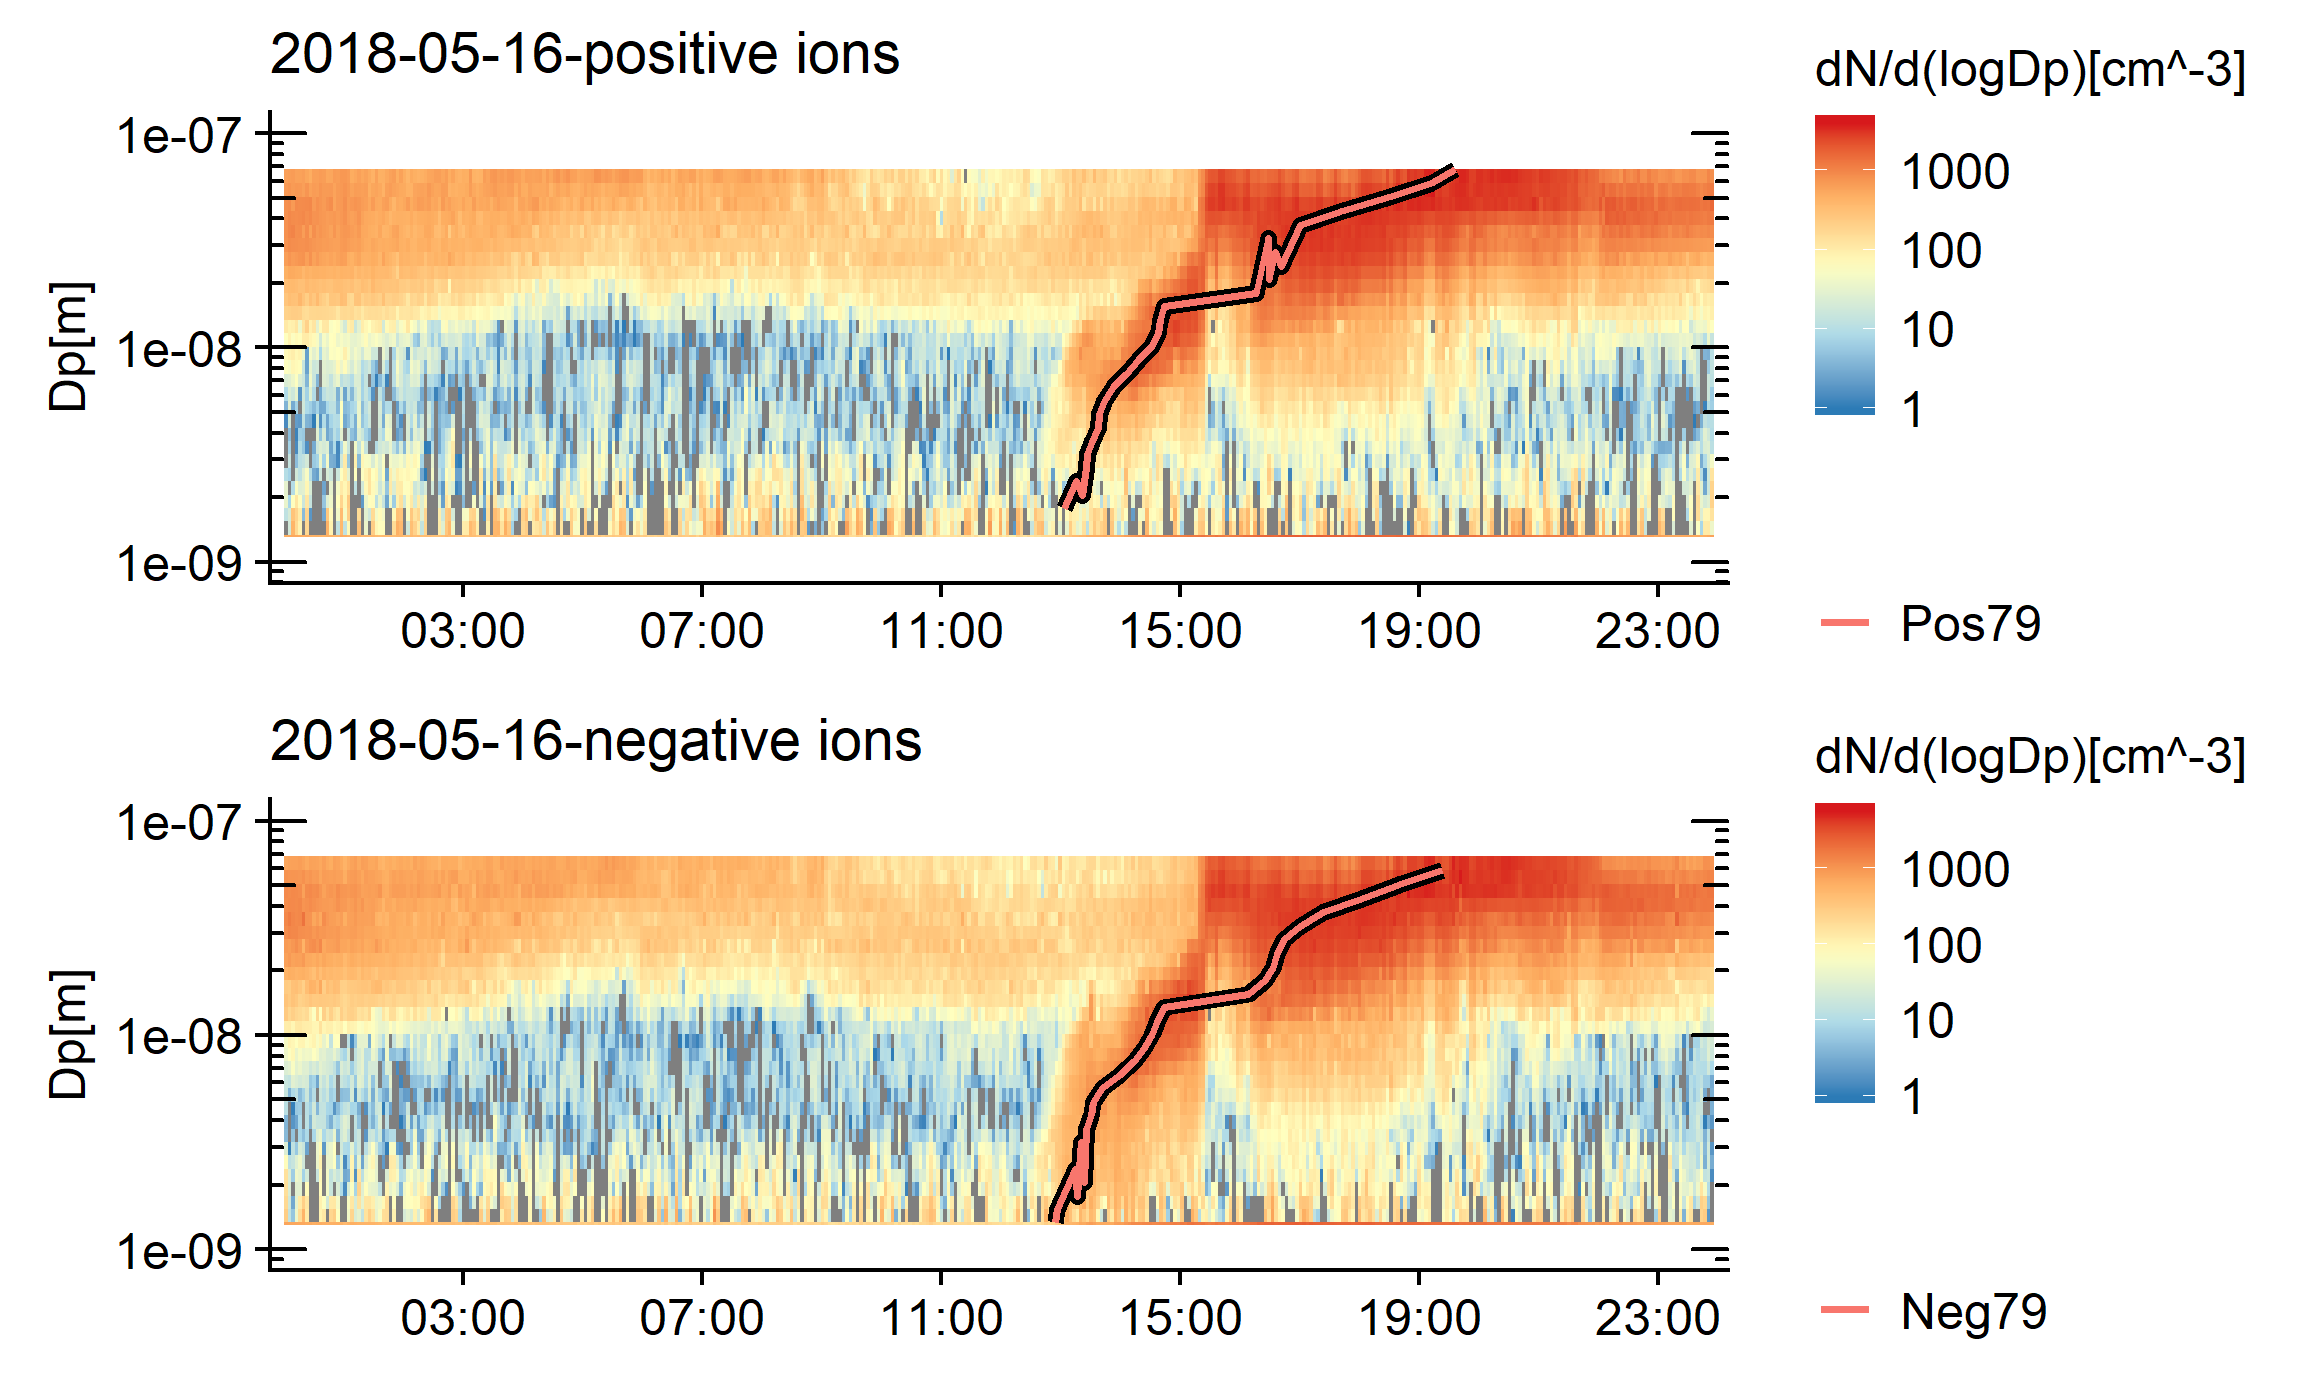 2018-05-16-positive ions
dN/d(logDp)[cm^-3]
1e-07
1e-08
1e-09
Dp[m]
1000
100
10
1
03:00 07:00 11:00 15:00 19:00 23:00
Pos79
2018-05-16-negative ions
dN/d(logDp)[cm^-3]
1e-07
1e-08
1e-09
Dp[m]
1000
100
10
1
03:00 07:00 11:00 15:00 19:00 23:00
Neg79